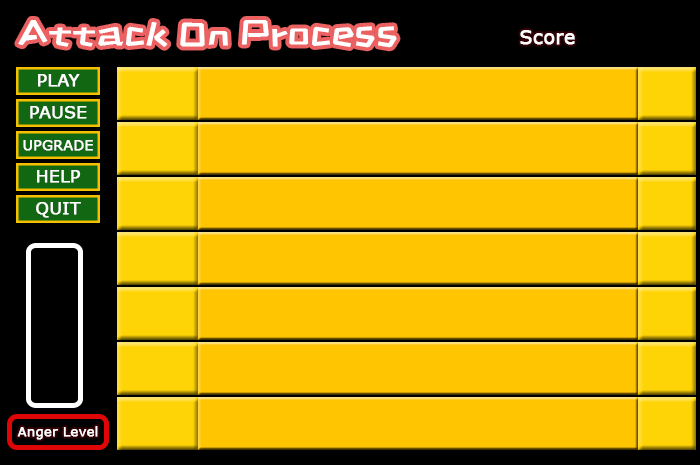 Attack On Process
Score
PLAY
PAUSE
UPGRADE
HELP
QUIT
Anger Level